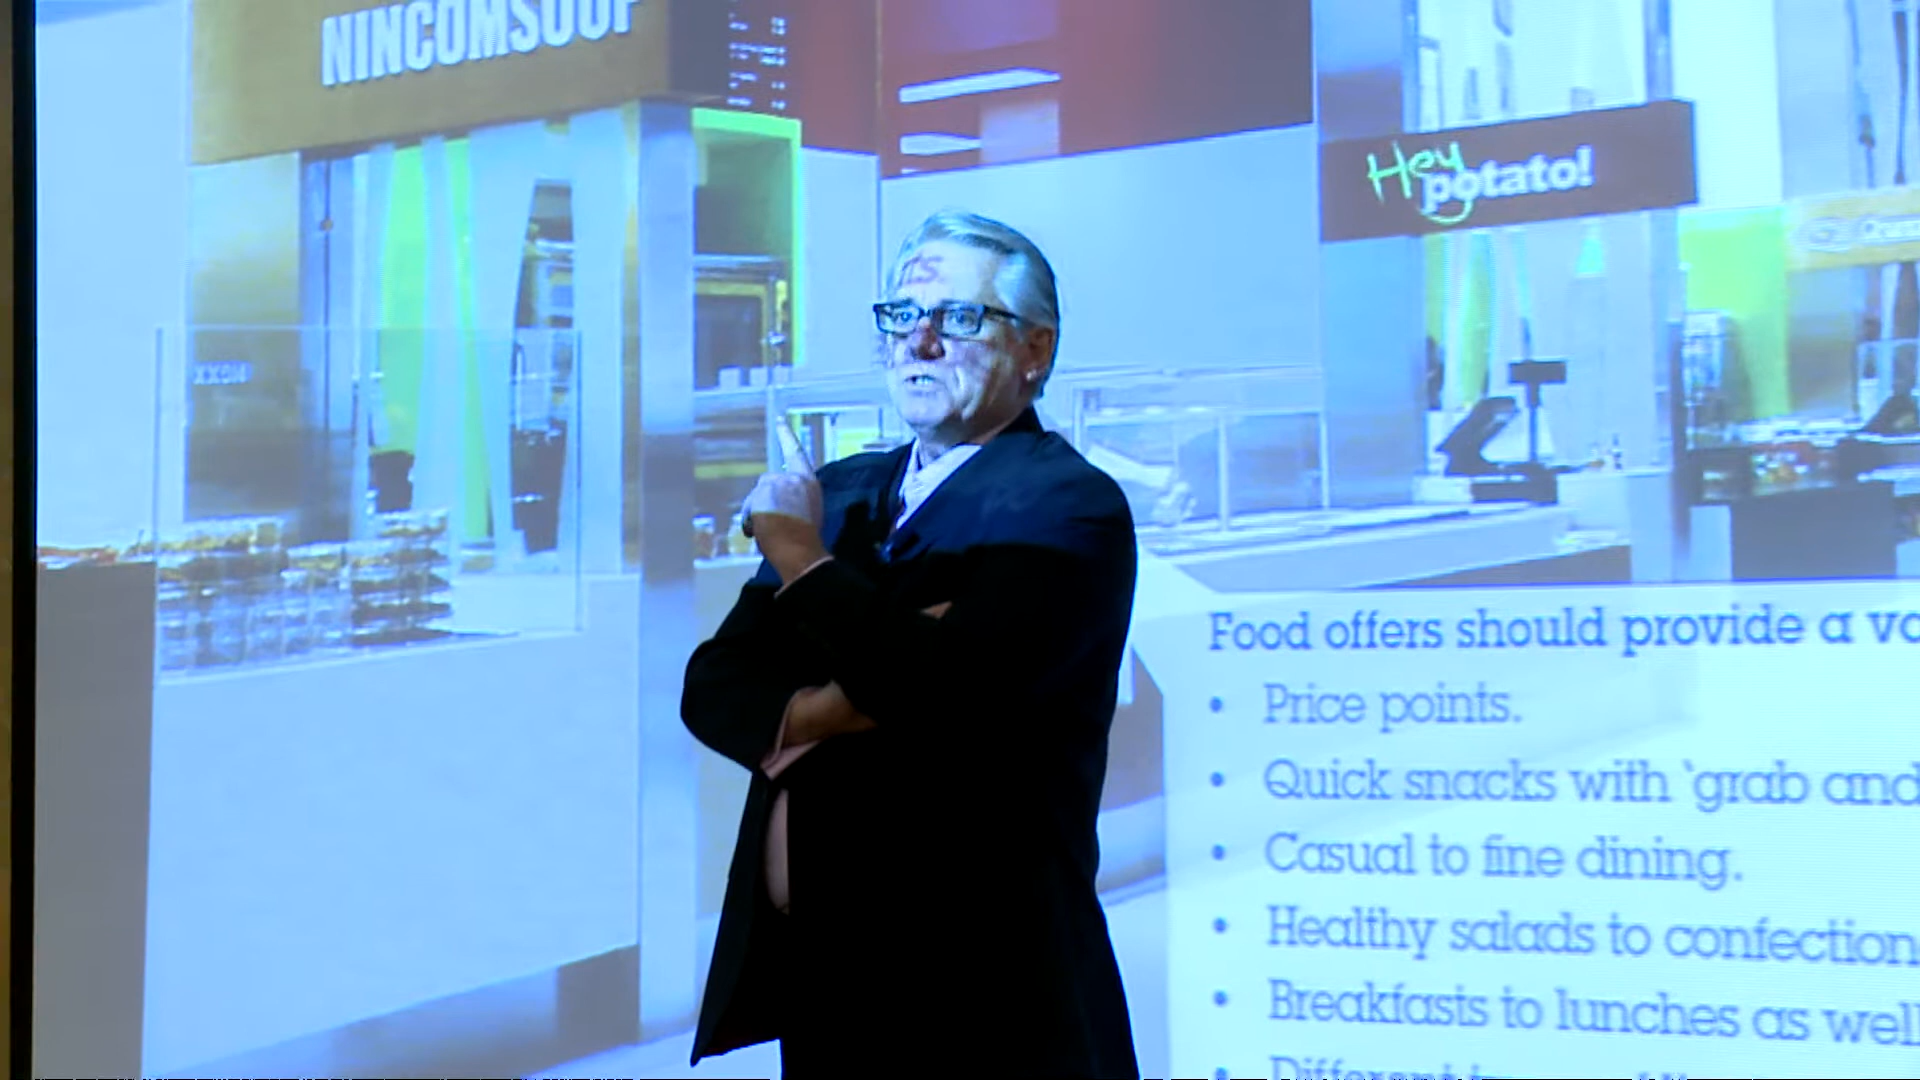 NINCOMSOUP
Hey
potato!
Food offers should provide a
• Price points.
• Quick snacks with 'grab and
• Casual to fine dining.
• Healthy salads to confection
• Breakfasts to lunches as well
• Different